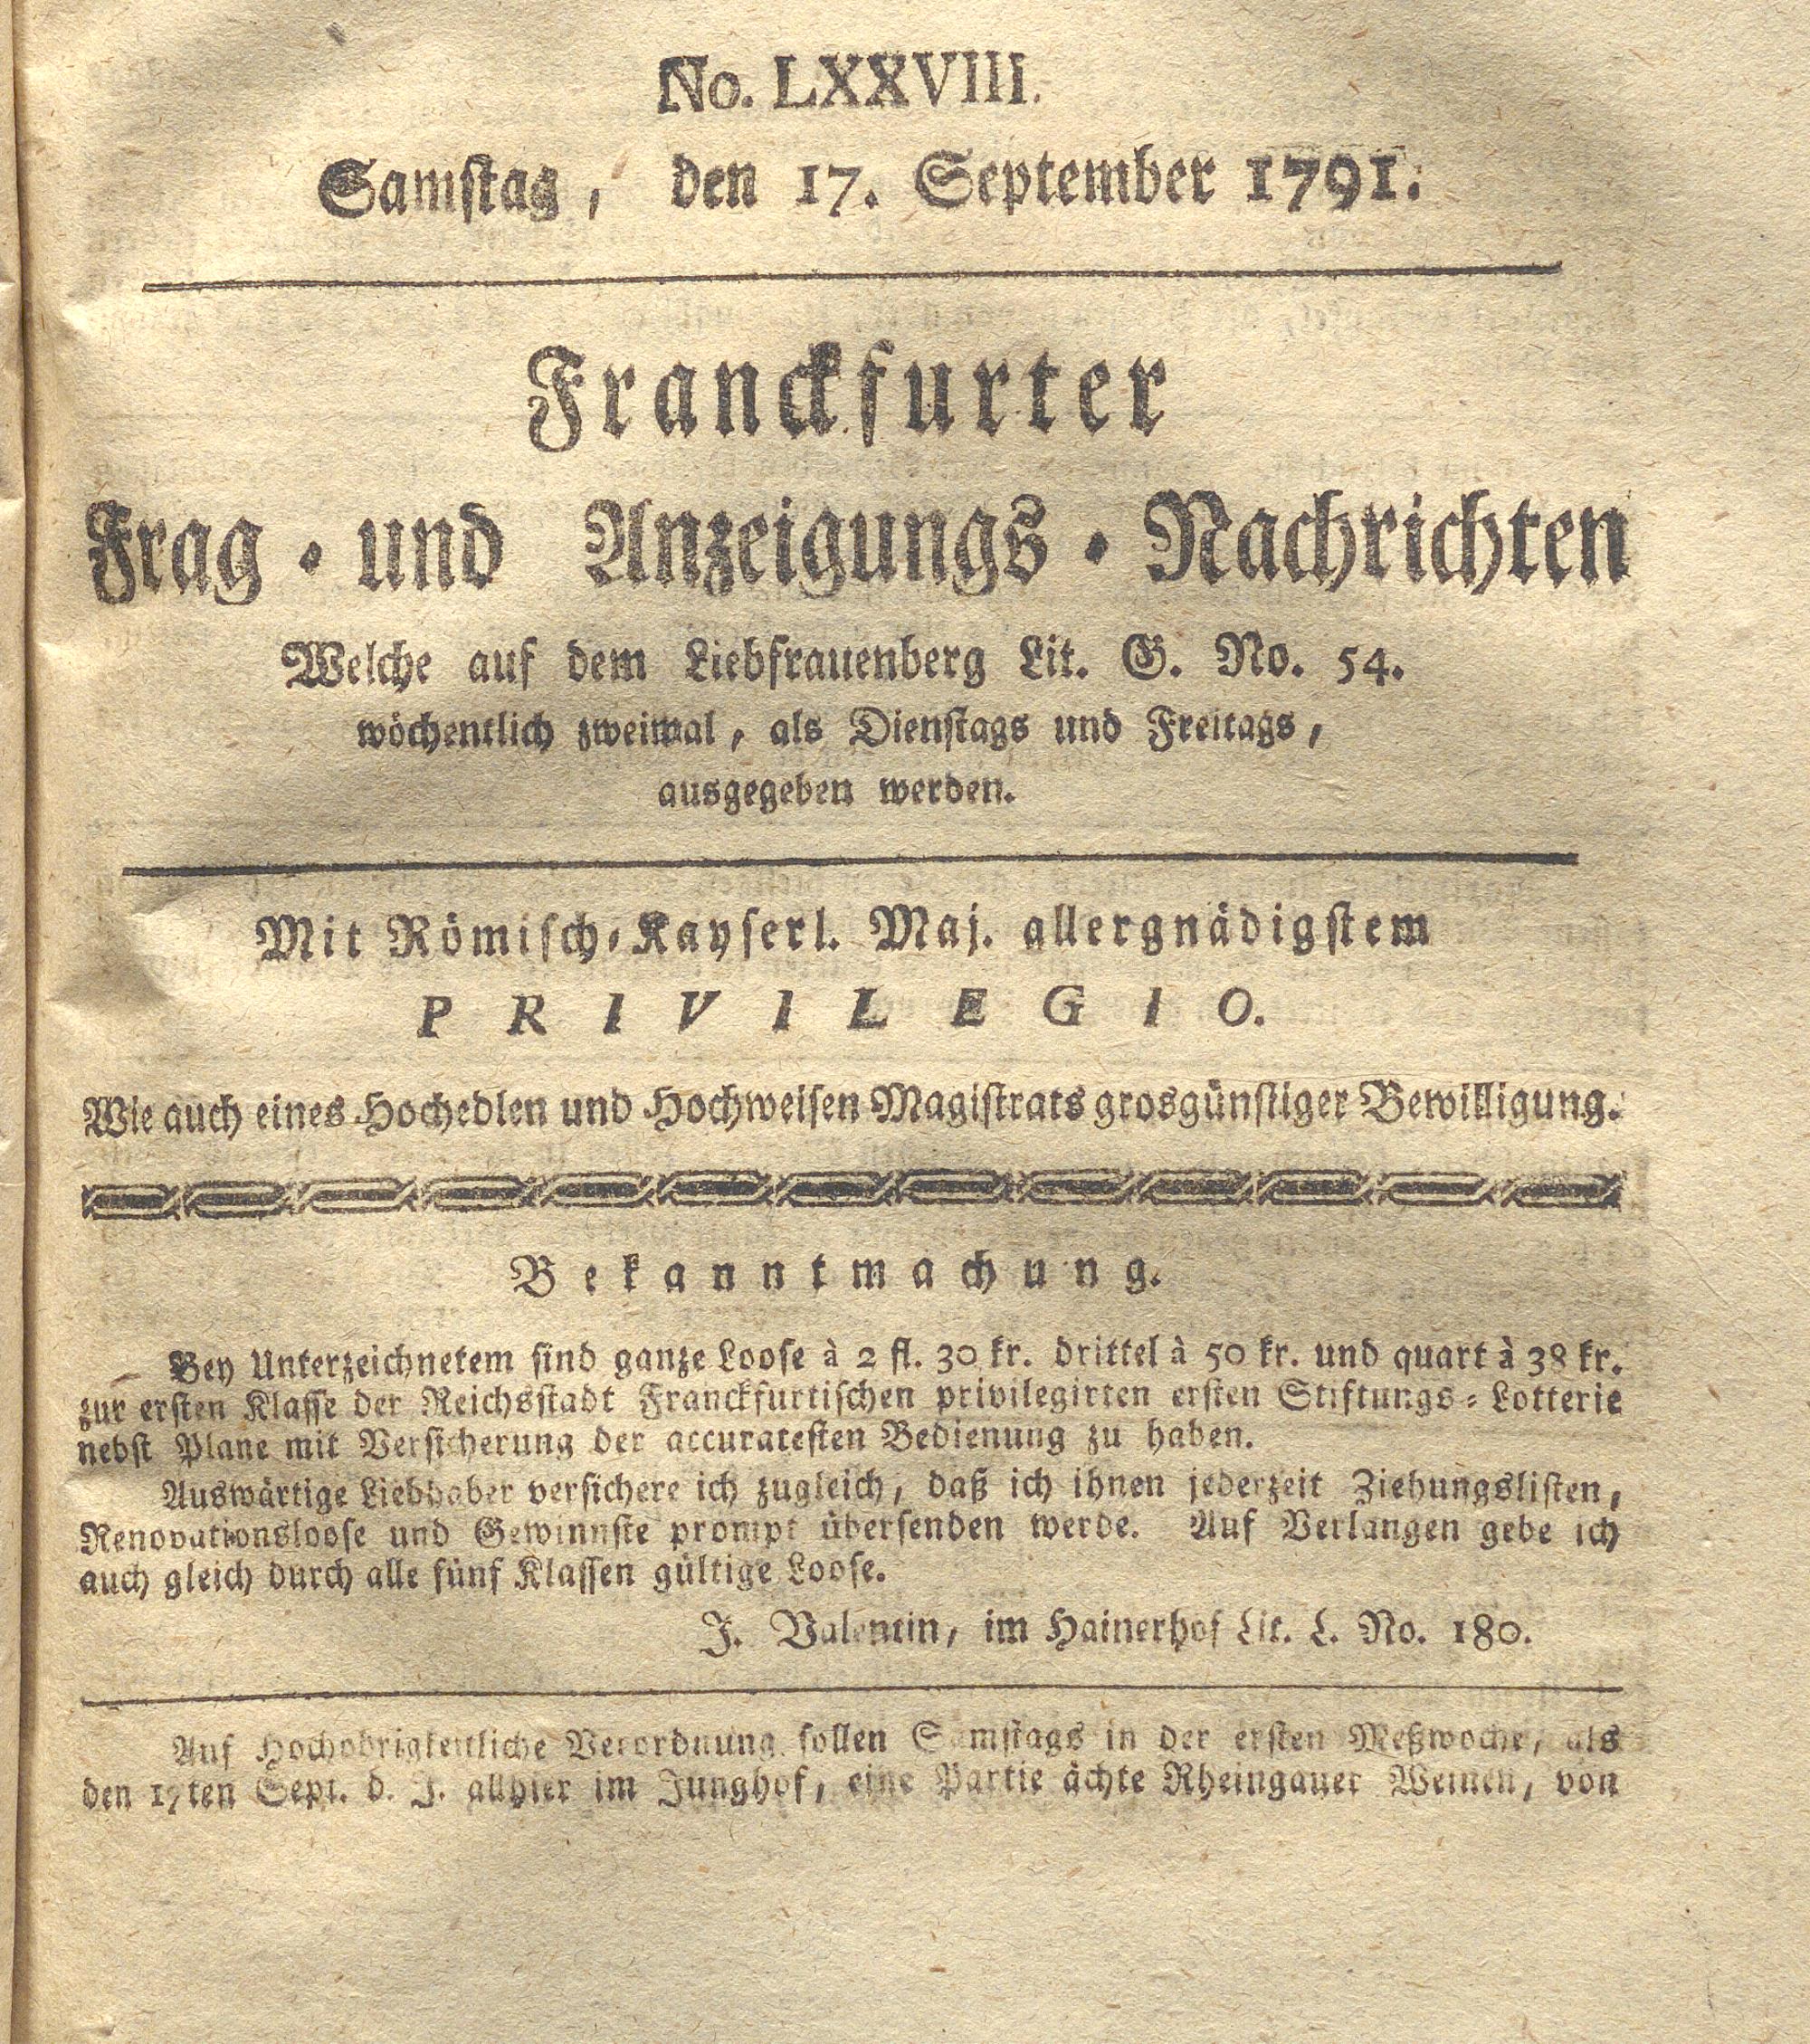 No. LXXVIII.
Samstag, den 17. September 1791.
Franckfurter
Frag- und Anzeigungs-Nachrichten
Welche auf dem Liebfrauenberg Lit. G. No. 54.
wöchentlich zweimal, als Dienstags und Freitags,
ausgegeben werden.
Mit Römisch-Kayserl. Maj. allergnädigstem
PRIVILEGIO.
Wie auch eines Hochedlen und Hochweisen Magistrats grosgünstiger Bewilligung.
Bekanntmachung.
Bey Unterzeichnetem sind ganze Loose à 2 fl. 30 kr. drittel à 50 kr. und quart à 38 kr.
zur ersten Klasse der Reichsstadt Franckfurtischen privilegirten ersten Stiftungs-Lotterie
nebst Plane mit Versicherung der accuratesten Bedienung zu haben.
Auswärtige Liebhaber versichere ich zugleich, daß ich ihnen jederzeit Ziehungslisten,
Renovationsloose und Gewinnste prompt übersenden werde. Auf Verlangen gebe ich
auch gleich durch alle fünf Klassen gültige Loose.
J. Valentin, im Hainerhof Lit. L. No. 180.
Auf Hochobrigkeitliche Verordnung sollen Samstags in der ersten Meßwoche, als
den 17ten Sept. d. J. allhier im Junghof, eine Partie ächte Rheingauer Weinen, von